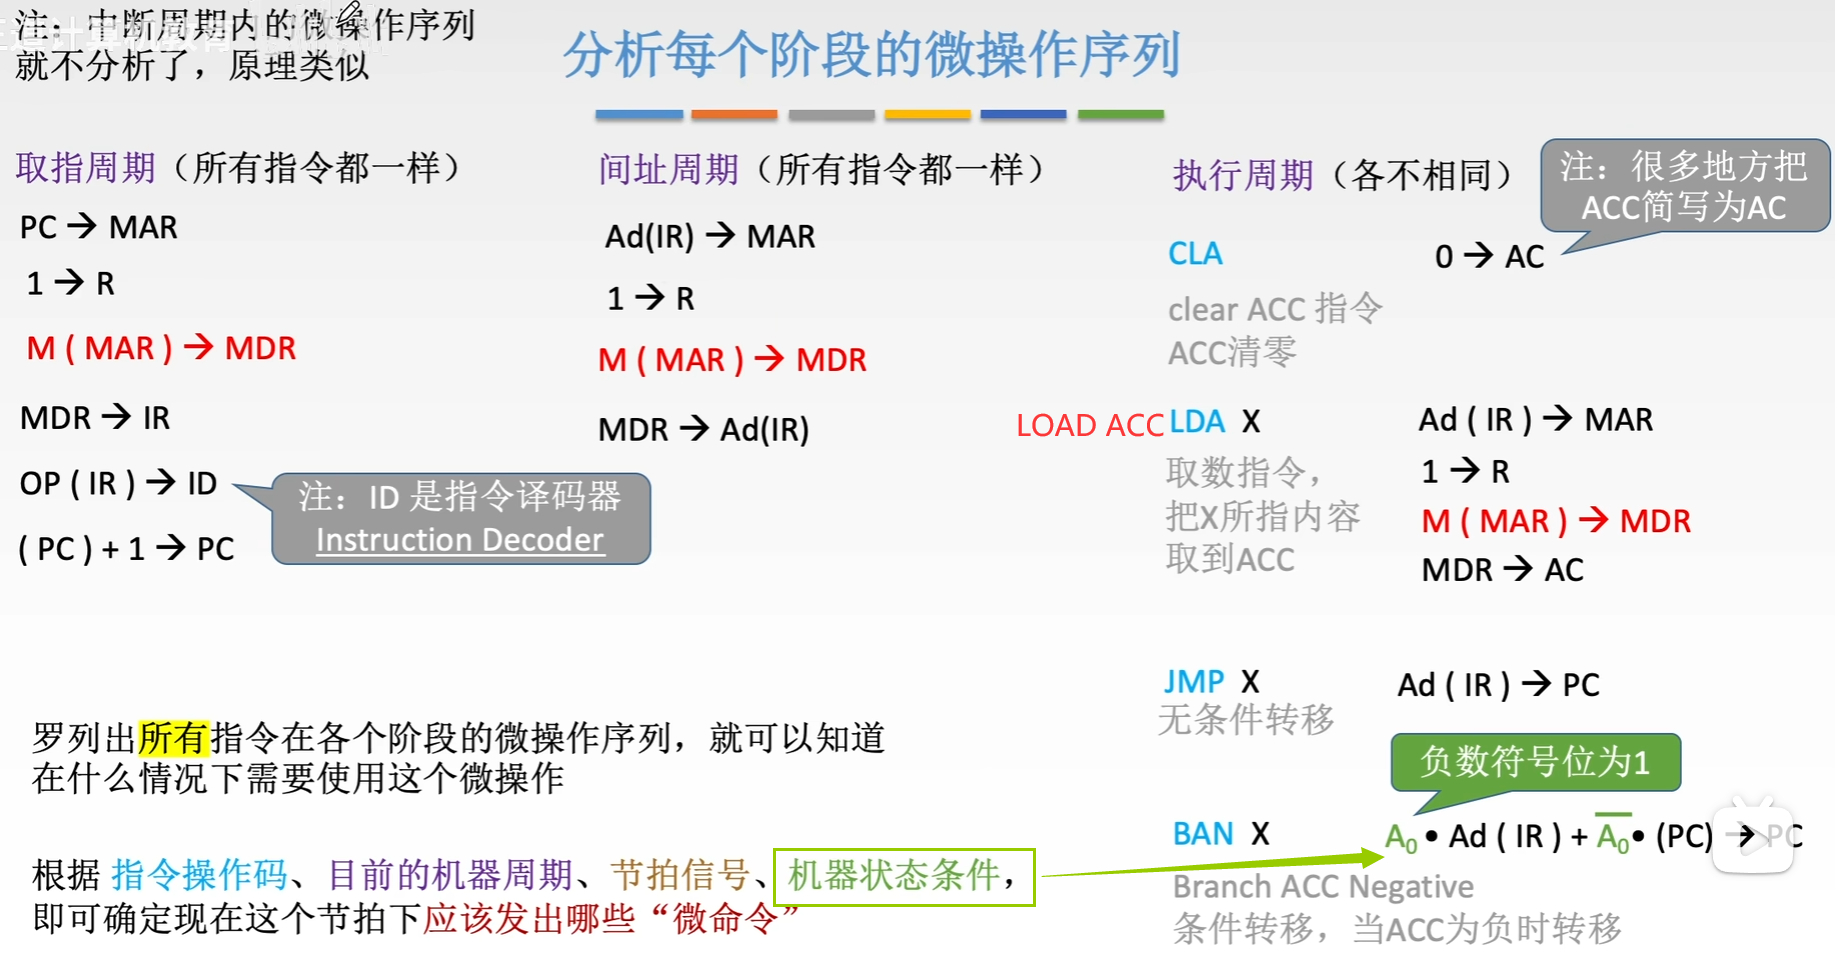 注：中断周期内的微操作序列
就不分析了，原理类似
分析每个阶段的微操作序列
取指周期（所有指令都一样）
PC → MAR
1 → R
M ( MAR ) → MDR
MDR → IR
OP ( IR ) → ID
( PC ) + 1 → PC
注：ID 是指令译码器
Instruction Decoder
间址周期（所有指令都一样）
Ad(IR) → MAR
1 → R
M ( MAR ) → MDR
MDR → Ad(IR)
执行周期（各不相同）
注：很多地方把
ACC简写为AC
CLA 0 → AC
clear ACC 指令
ACC清零
LOAD ACC LDA X
取数指令，
把X所指内容
取到ACC
Ad ( IR ) → MAR
1 → R
M ( MAR ) → MDR
MDR → AC
JMP X Ad ( IR ) → PC
无条件转移
负数符号位为1
BAN X A₀ • Ad ( IR ) + A̅₀ • (PC) → PC
Branch ACC Negative
条件转移，当ACC为负时转移
罗列出所有指令在各个阶段的微操作序列，就可以知道
在什么情况下需要使用这个微操作
根据 指令操作码、目前的机器周期、节拍信号、机器状态条件，
即可确定现在这个节拍下应该发出哪些“微命令”